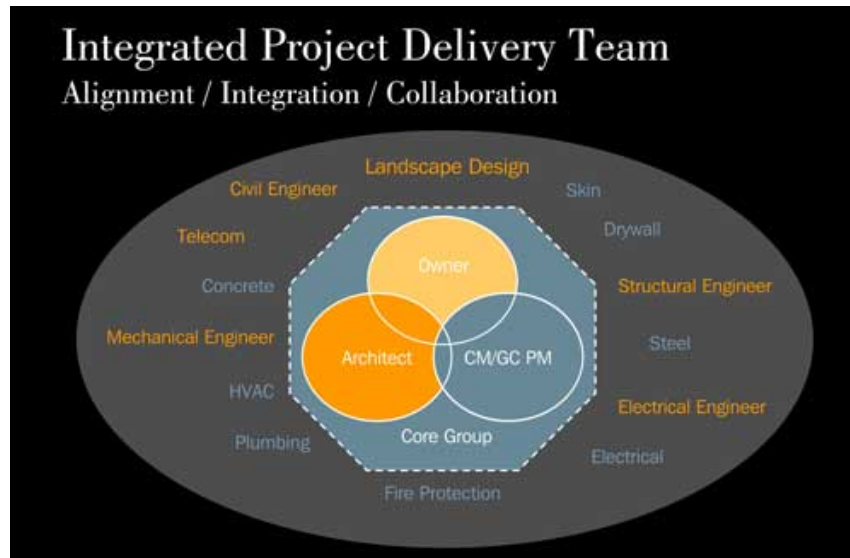 Integrated Project Delivery Team
Alignment / Integration / Collaboration
Landscape Design
Civil Engineer
Skin
Telecom
Drywall
Owner
Concrete
Structural Engineer
Mechanical Engineer
Architect
CM/GC PM
Steel
HVAC
Electrical Engineer
Plumbing
Core Group
Electrical
Fire Protection